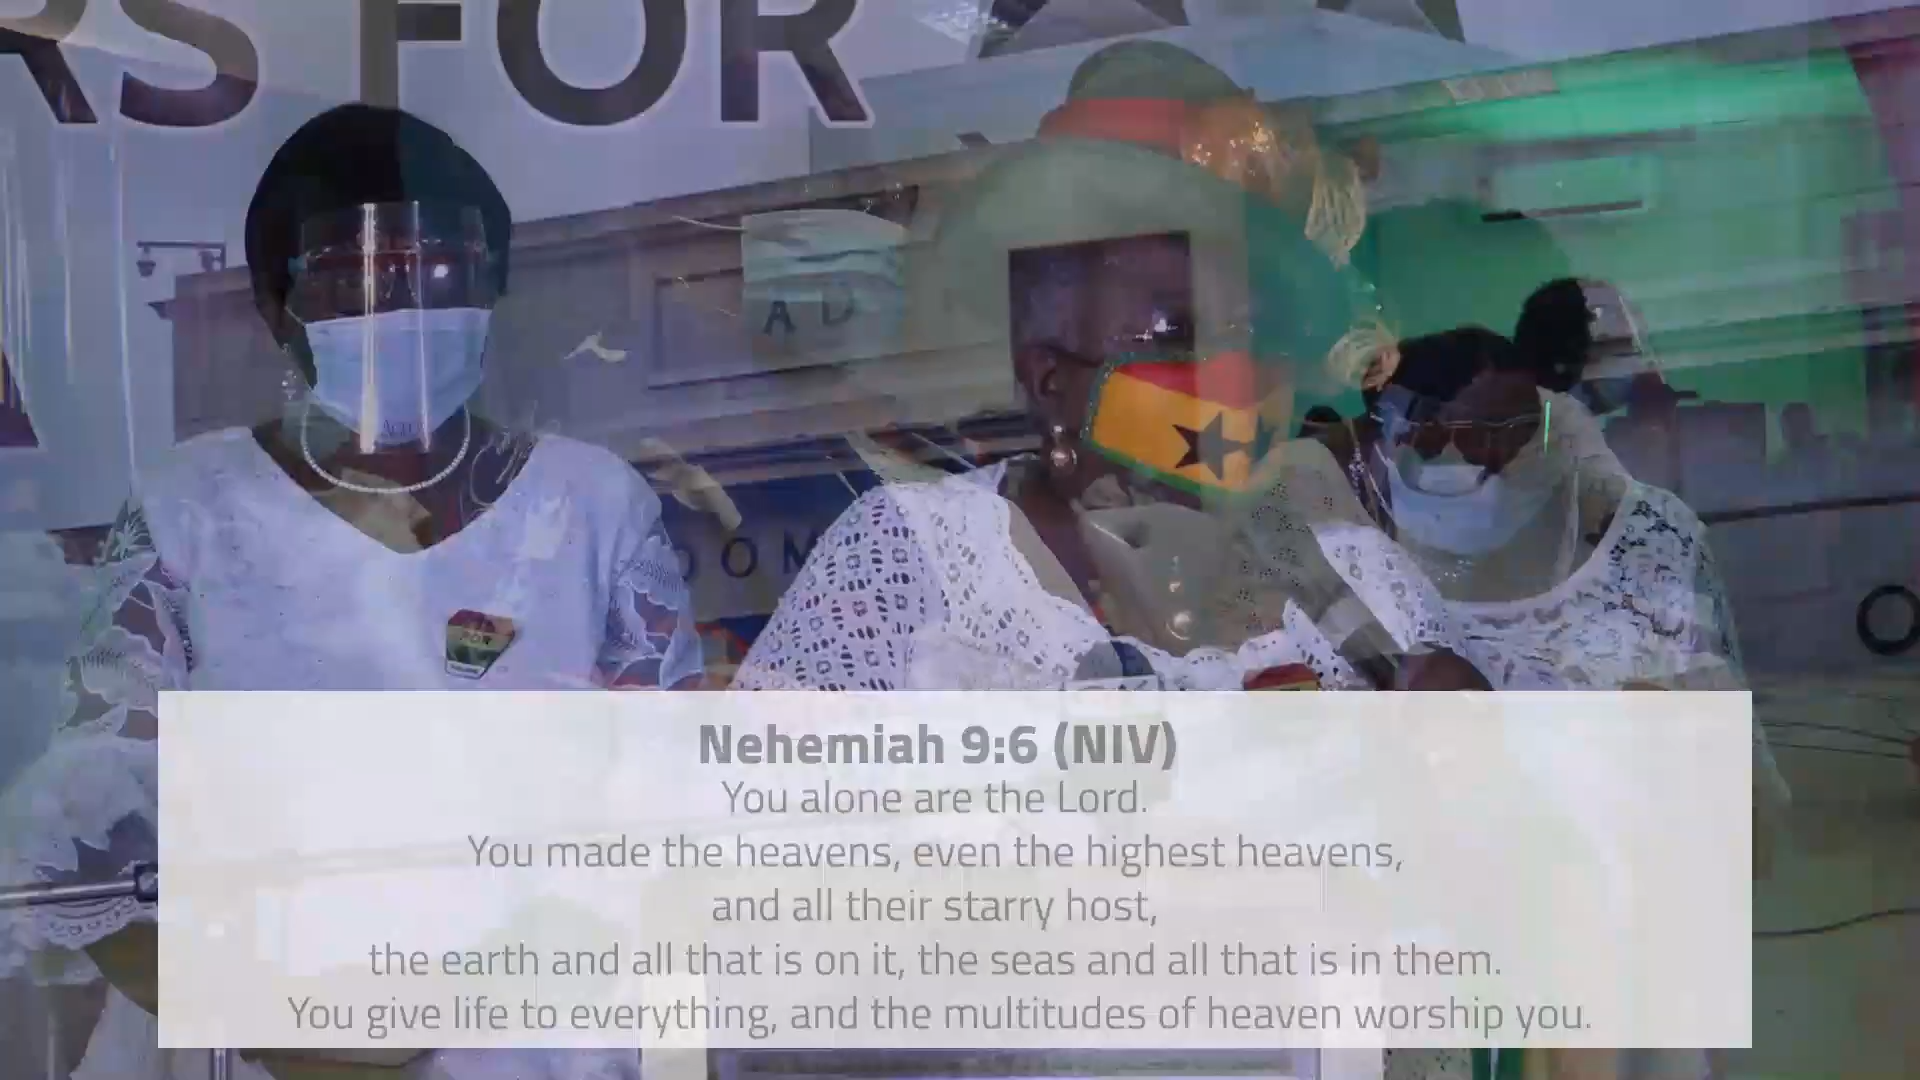 RS FOR
A D
OOM
O
FOR
Nehemiah 9:6 (NIV)
You alone are the Lord.
You made the heavens, even the highest heavens,
and all their starry host,
the earth and all that is on it, the seas and all that is in them.
You give life to everything, and the multitudes of heaven worship you.